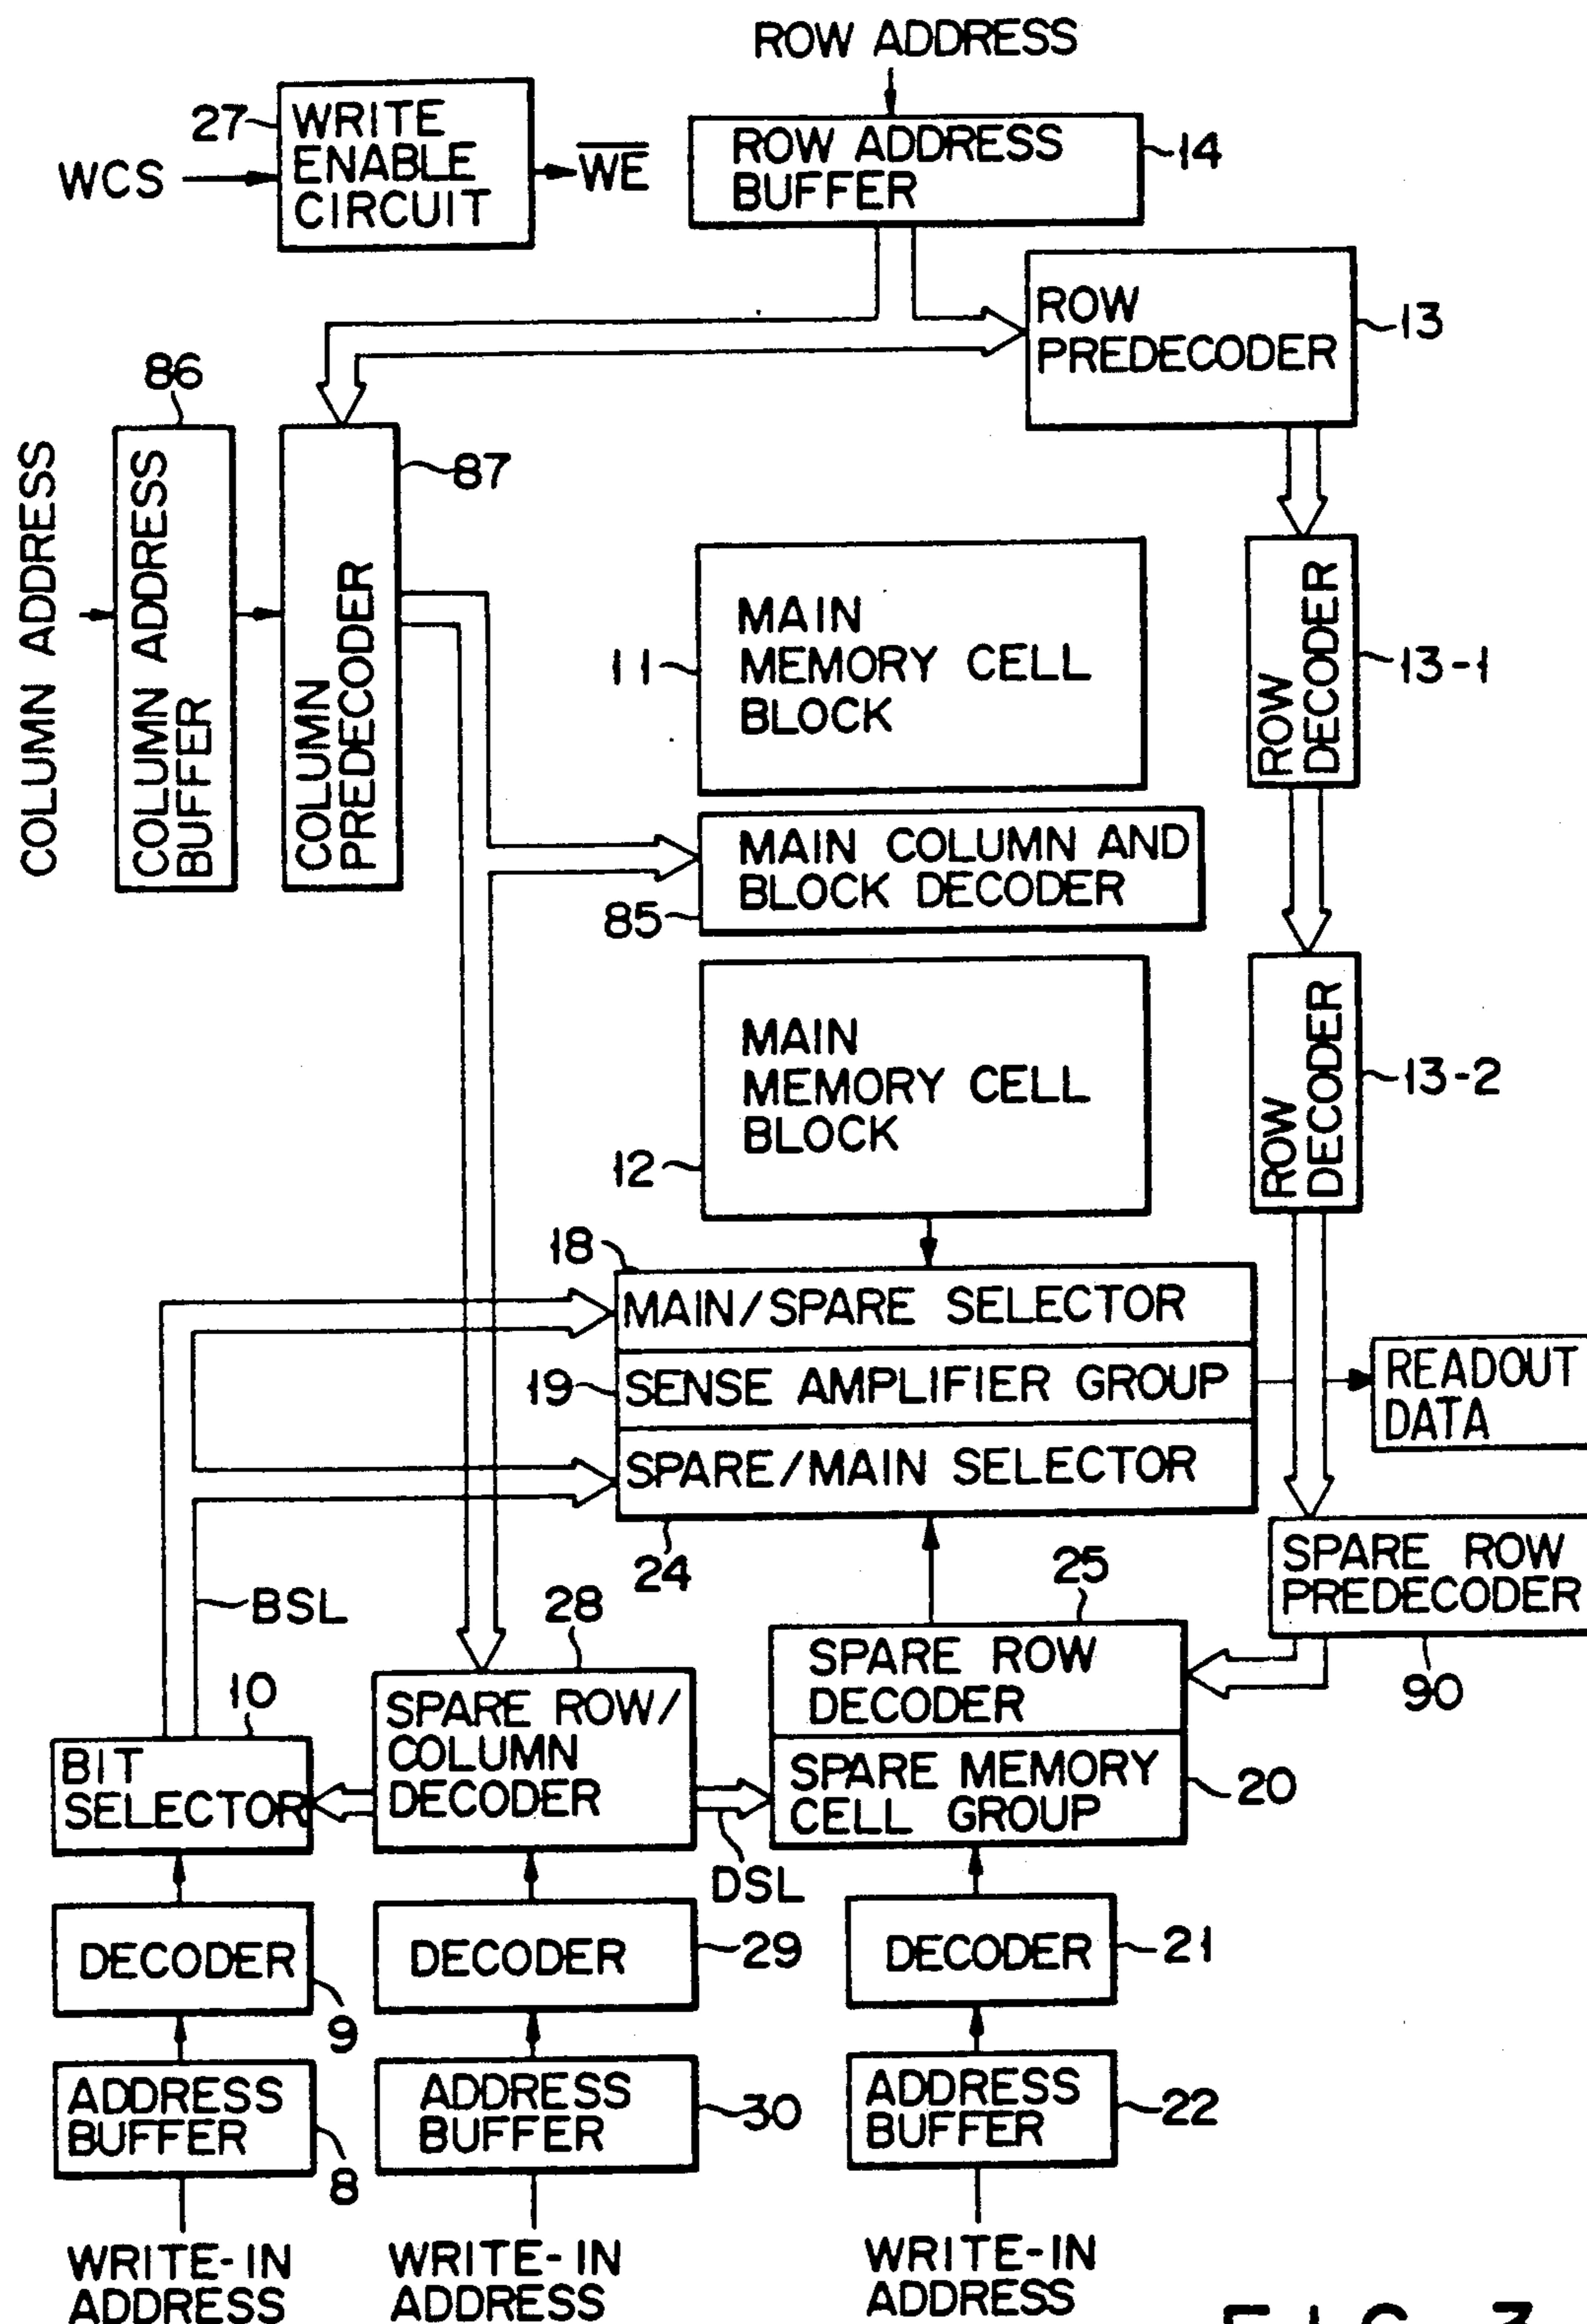 ROW ADDRESS
27
WRITE
ENABLE
CIRCUIT
WCS
WE
ROW ADDRESS
BUFFER
14
ROW
PREDECODER
13
86
COLUMN ADDRESS
COLUMN ADDRESS
BUFFER
COLUMN
PREDECODER
87
MAIN
MEMORY CELL
BLOCK
11
ROW
DECODER
13-1
MAIN COLUMN AND
BLOCK DECODER
85
MAIN
MEMORY CELL
BLOCK
12
ROW
DECODER
13-2
18
MAIN/SPARE SELECTOR
19
SENSE AMPLIFIER GROUP
SPARE/MAIN SELECTOR
24
READOUT
DATA
SPARE ROW
PREDECODER
90
BSL
28
25
10
BIT
SELECTOR
SPARE ROW/
COLUMN
DECODER
SPARE ROW
DECODER
SPARE MEMORY
CELL GROUP
20
DSL
DECODER
9
DECODER
29
DECODER
21
ADDRESS
BUFFER
8
ADDRESS
BUFFER
30
ADDRESS
BUFFER
22
WRITE-IN
ADDRESS
WRITE-IN
ADDRESS
WRITE-IN
ADDRESS